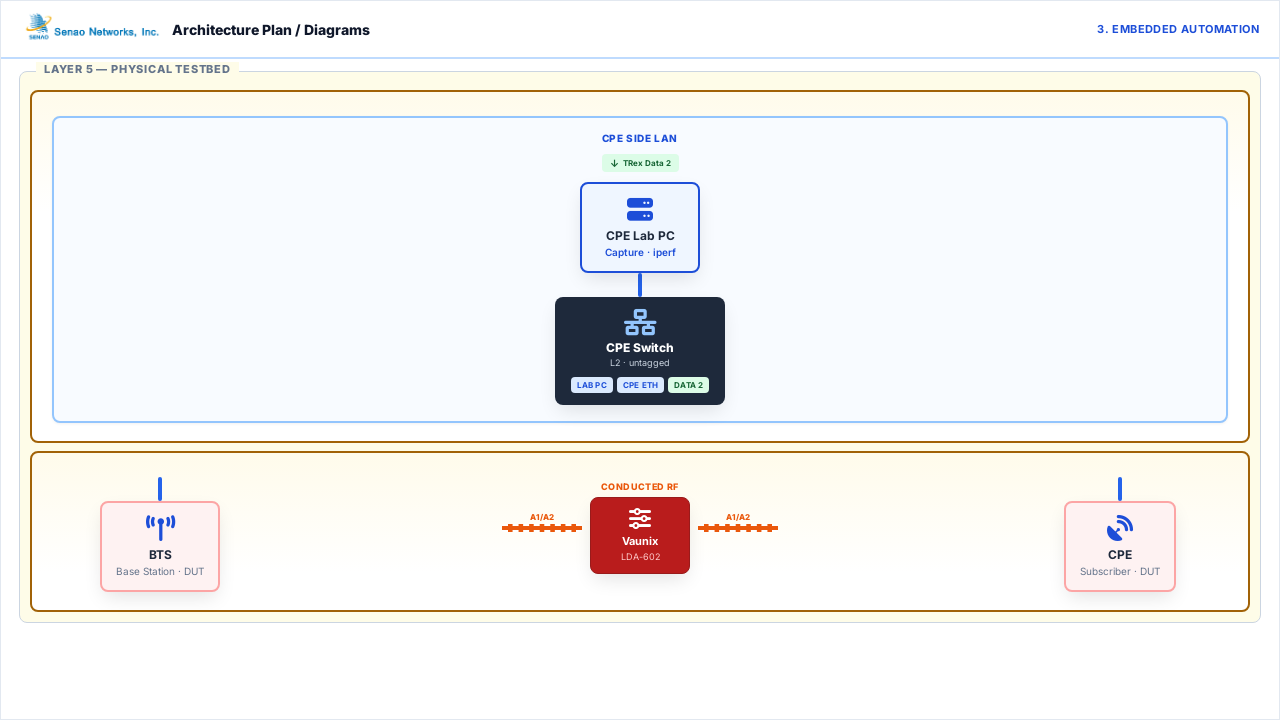 SENAO
Senao Networks, Inc.
Architecture Plan / Diagrams
3. EMBEDDED AUTOMATION
LAYER 5 — PHYSICAL TESTBED
CPE SIDE LAN
↓ TRex Data 2
CPE Lab PC
Capture · iperf
CPE Switch
L2 · untagged
LAB PC
CPE ETH
DATA 2
CONDUCTED RF
A1/A2
A1/A2
Vaunix
LDA-602
BTS
Base Station · DUT
CPE
Subscriber · DUT